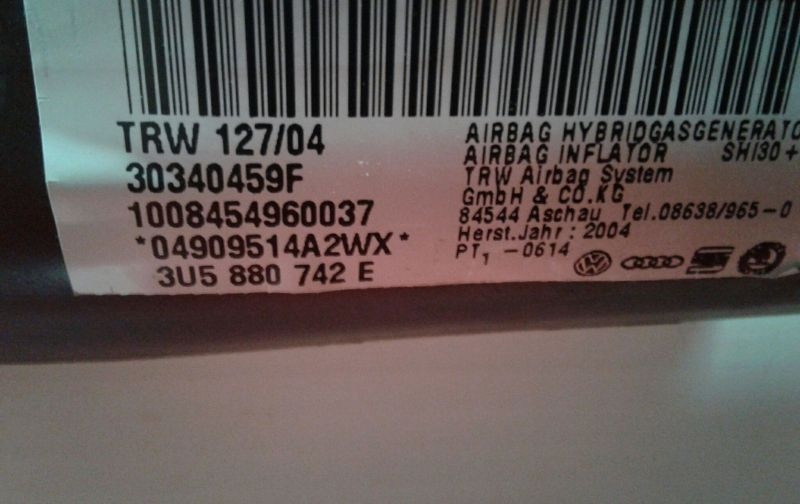 TRW 127/04
30340459F
1008454960037
*04909514A2WX*
3U5 880 742 E
AIRBAG HYBRIDGASGENERATO
AIRBAG INFLATOR SHI30+
TRW Airbag System
GmbH & CO.KG
84544 Aschau Tel.08638/965-0
Herst.Jahr: 2004
PT1 -0614